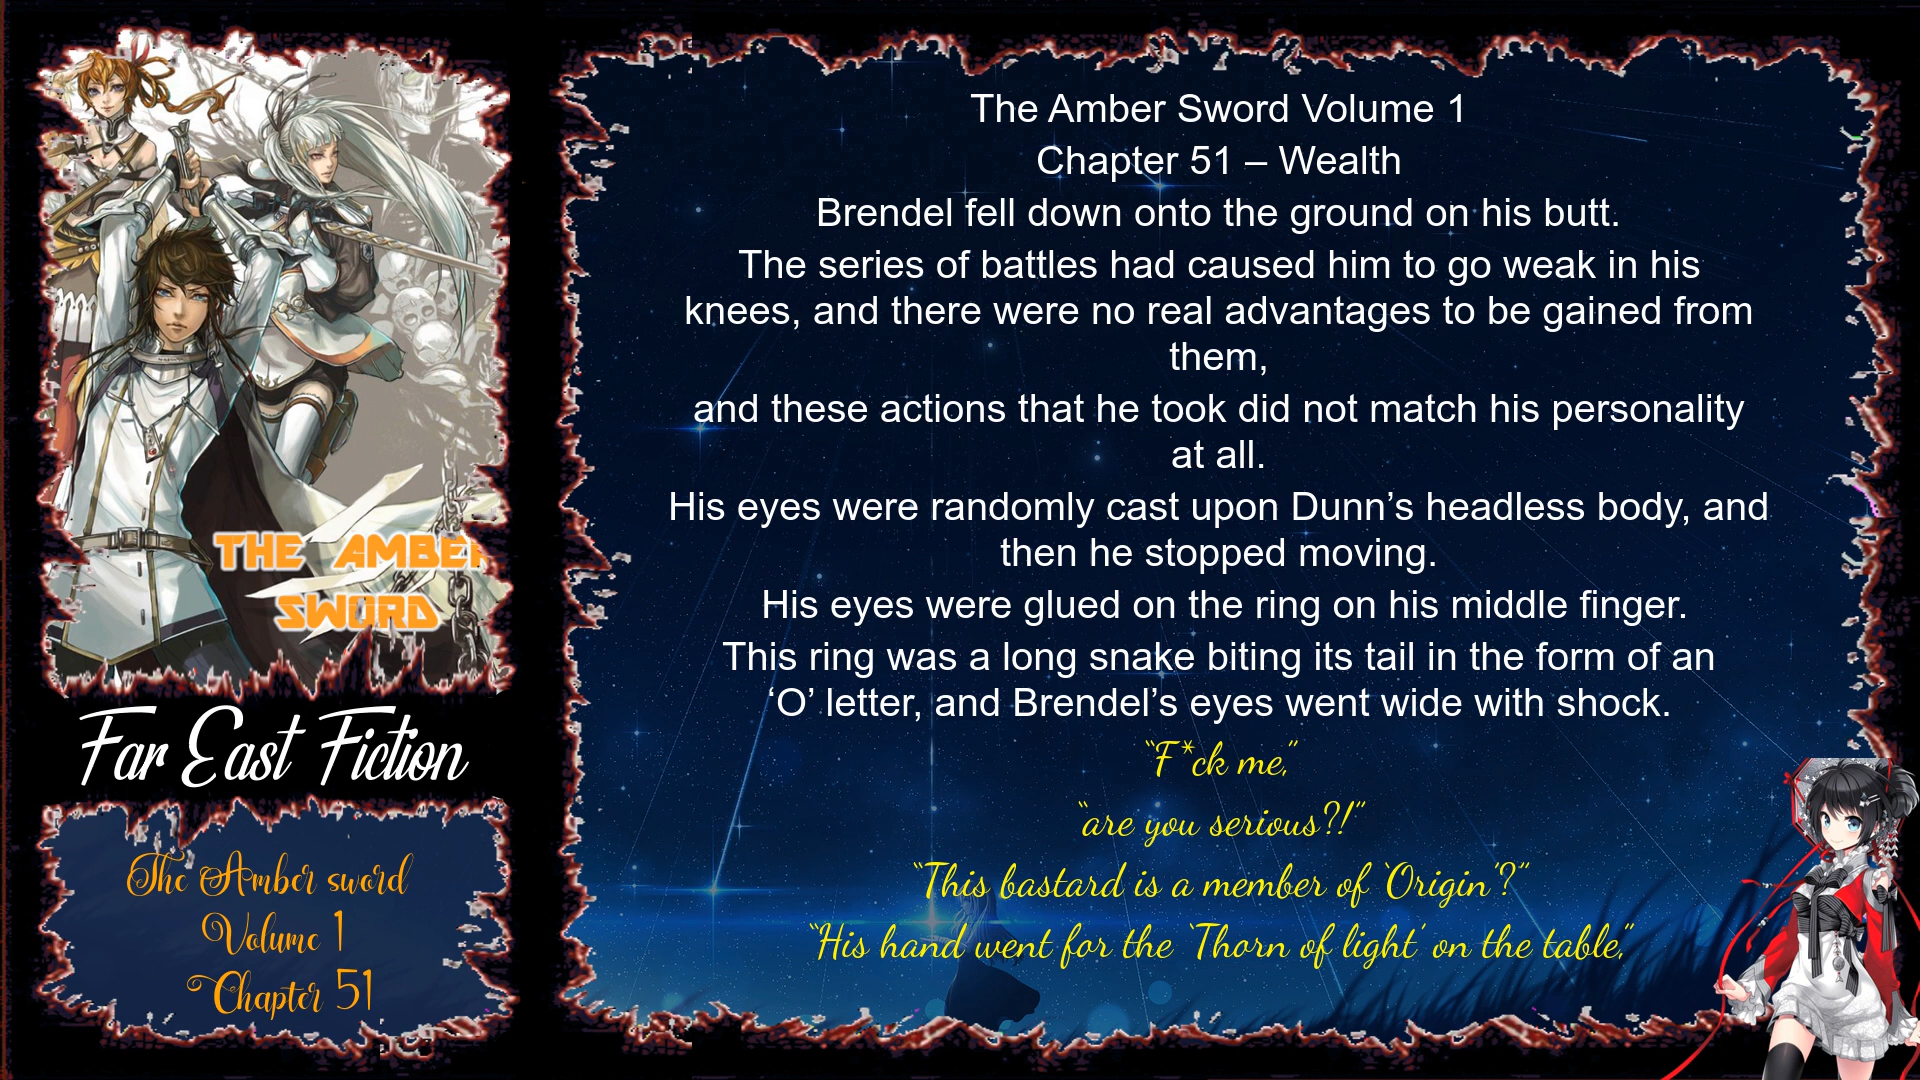 The Amber Sword Volume 1
Chapter 51 – Wealth
Brendel fell down onto the ground on his butt.
The series of battles had caused him to go weak in his
knees, and there were no real advantages to be gained from
them,
and these actions that he took did not match his personality
at all.
His eyes were randomly cast upon Dunn’s headless body, and
then he stopped moving.
His eyes were glued on the ring on his middle finger.
This ring was a long snake biting its tail in the form of an
‘O’ letter, and Brendel’s eyes went wide with shock.
“F*ck me,”
“are you serious?!”
“This bastard is a member of ‘Origin’?”
“His hand went for the ‘Thorn of light’ on the table,”
THE AMBER
SWORD
Far East Fiction
The Amber sword
Volume 1
Chapter 51